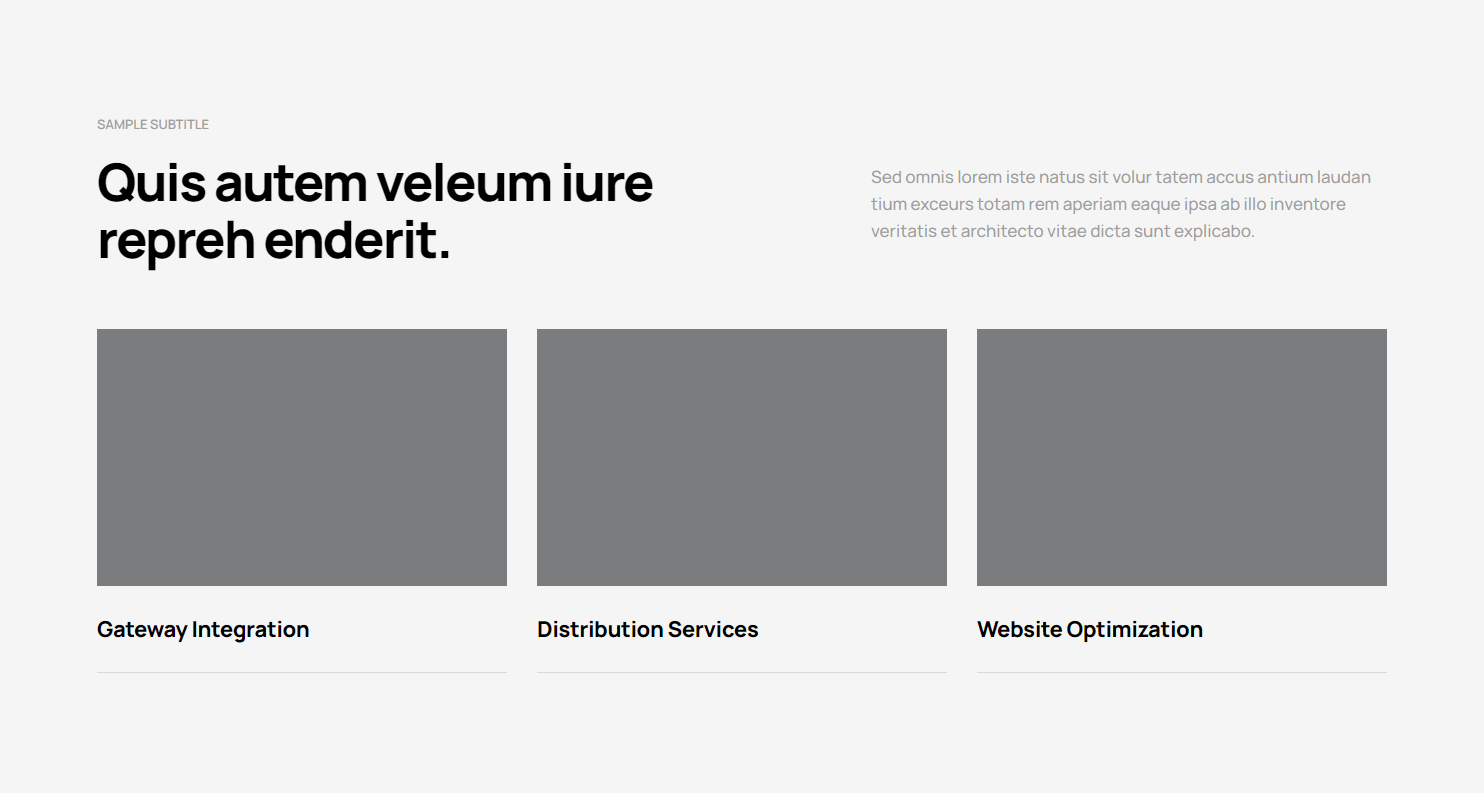 SAMPLE SUBTITLE
Quis autem veleum iure
repreh enderit.
Sed omnis lorem iste natus sit volur tatem accus antium laudan
tium exceurs totam rem aperiam eaque ipsa ab illo inventore
veritatis et architecto vitae dicta sunt explicabo.
Gateway Integration
Distribution Services
Website Optimization